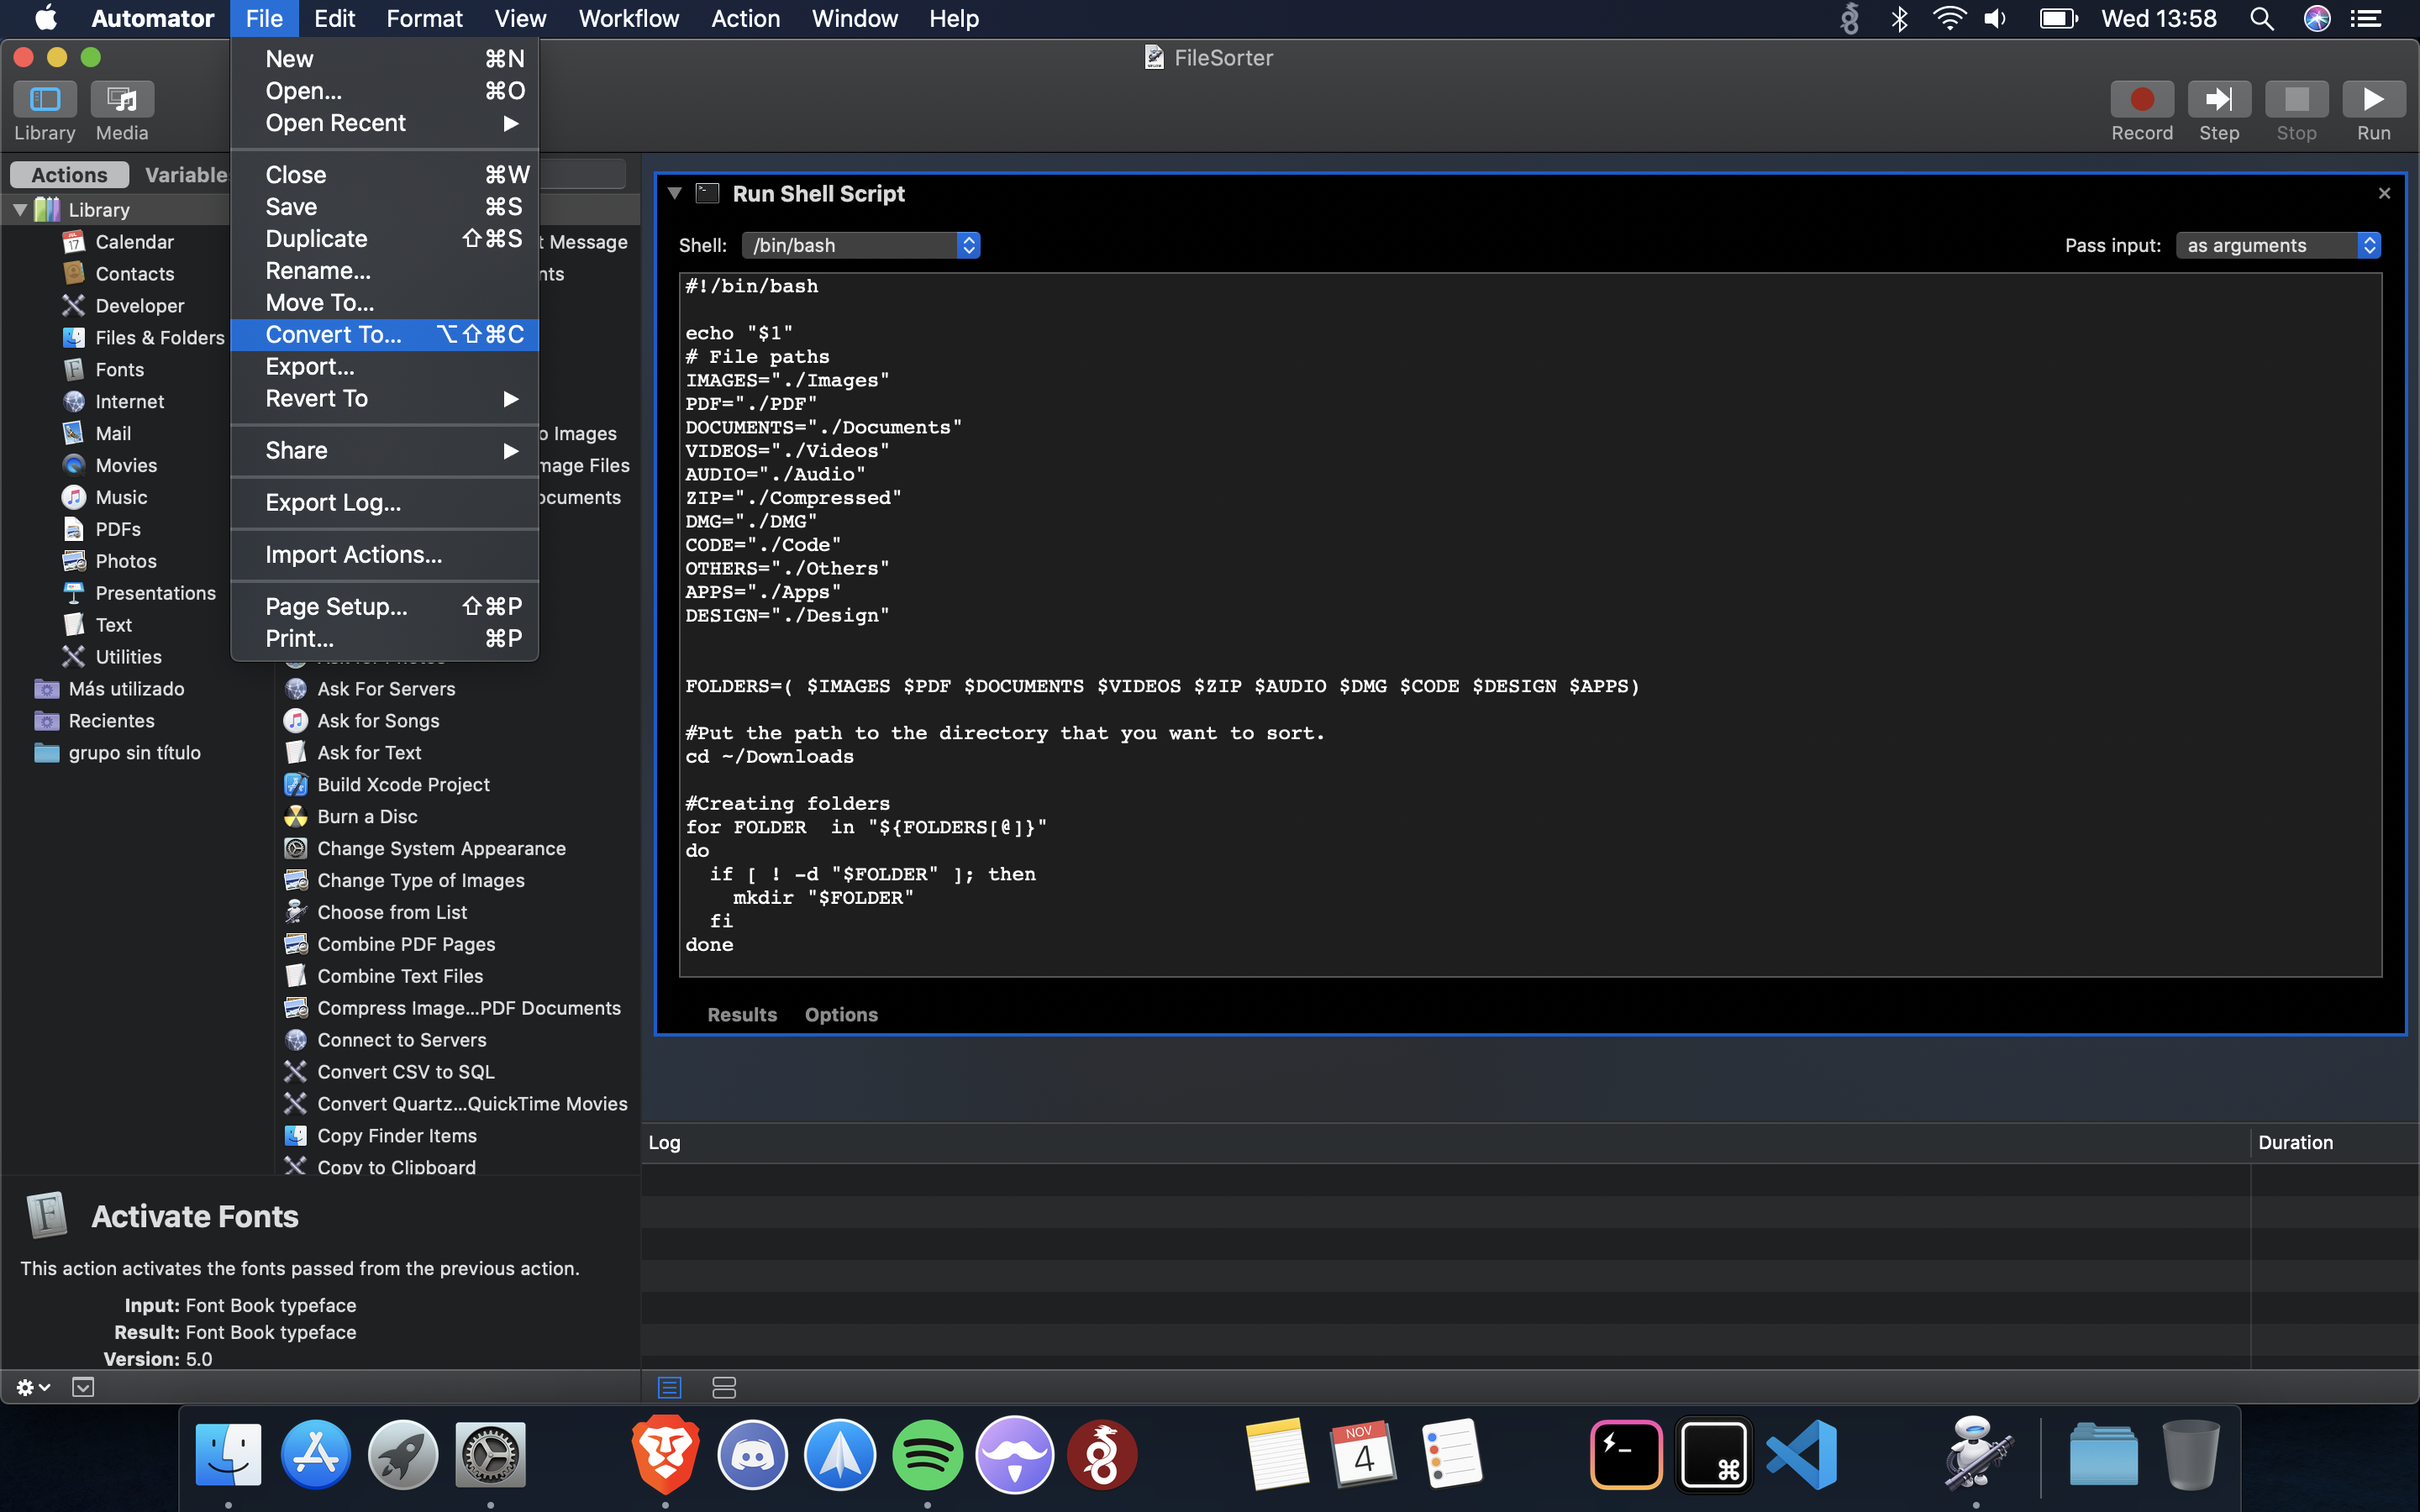 Automator File Edit Format View Workflow Action Window Help Wed 13:58
FileSorter
Library Media Record Step Stop Run
New ⌘N
Open... ⌘O
Open Recent ▶
Close ⌘W
Save ⌘S
Duplicate ⇧⌘S
Rename...
Move To...
Convert To... ⌥⇧⌘C
Export...
Revert To ▶
Share ▶
Export Log...
Import Actions...
Page Setup... ⇧⌘P
Print... ⌘P
Actions
Library
Calendar
Contacts
Developer
Files & Folders
Fonts
Internet
Mail
Movies
Music
PDFs
Photos
Presentations
Text
Utilities
Más utilizado
Recientes
grupo sin título
Message
Images
Files
Ask For Servers
Ask for Songs
Ask for Text
Build Xcode Project
Burn a Disc
Change System Appearance
Change Type of Images
Choose from List
Combine PDF Pages
Combine Text Files
Compress Image...PDF Documents
Connect to Servers
Convert CSV to SQL
Convert Quartz...QuickTime Movies
Copy Finder Items
Copy to Clipboard
Activate Fonts
This action activates the fonts passed from the previous action.
Input: Font Book typeface
Result: Font Book typeface
Version: 5.0
Run Shell Script
Shell: /bin/bash Pass input: as arguments
#!/bin/bash
echo "$1"
# File paths
IMAGES="./Images"
PDF="./PDF"
DOCUMENTS="./Documents"
VIDEOS="./Videos"
AUDIO="./Audio"
ZIP="./Compressed"
DMG="./DMG"
CODE="./Code"
OTHERS="./Others"
APPS="./Apps"
DESIGN="./Design"
FOLDERS=( $IMAGES $PDF $DOCUMENTS $VIDEOS $ZIP $AUDIO $DMG $CODE $DESIGN $APPS)
#Put the path to the directory that you want to sort.
cd ~/Downloads
#Creating folders
for FOLDER  in "${FOLDERS[@]}"
do
  if [ ! -d "$FOLDER" ]; then
    mkdir "$FOLDER"
  fi
done
Results Options
Log Duration
NOV
4